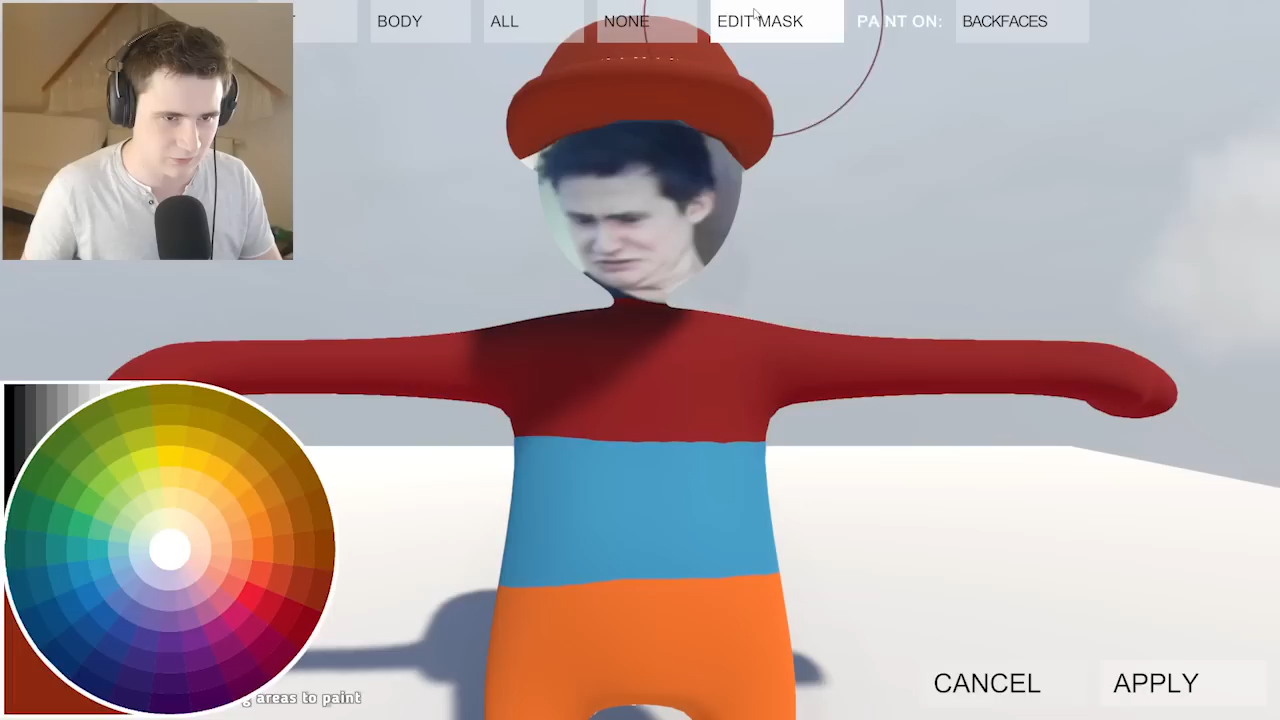 BODY
ALL
NONE
EDIT MASK
PAINT ON:
BACKFACES
areas to paint
CANCEL
APPLY